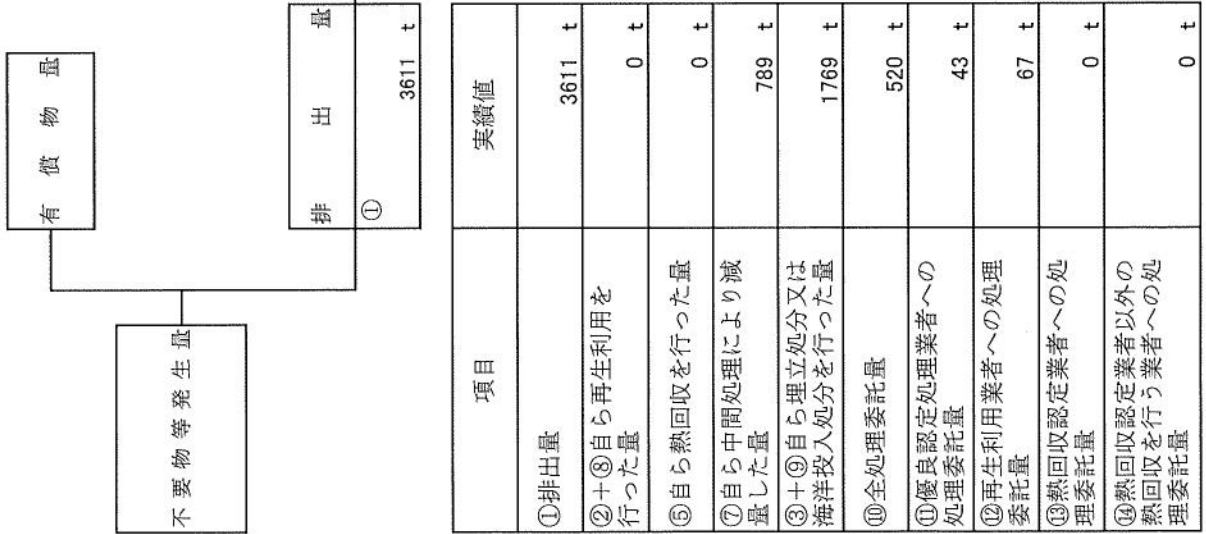 不要物等発生量
有償物量
排出量
①
3611 t
項目 実績値
①排出量 3611 t
②+⑧自ら再生利用を
行った量 0 t
⑤自ら熱回収を行った量 0 t
⑦自ら中間処理により減
量した量 789 t
③+⑨自ら埋立処分又は
海洋投入処分を行った量 1769 t
⑩全処理委託量 520 t
⑪優良認定処理業者への
処理委託量 43 t
⑫再生利用業者への処理
委託量 67 t
⑬熱回収認定業者への処
理委託量 0 t
⑭熱回収認定業者以外の
熱回収を行う業者への処
理委託量 0 t